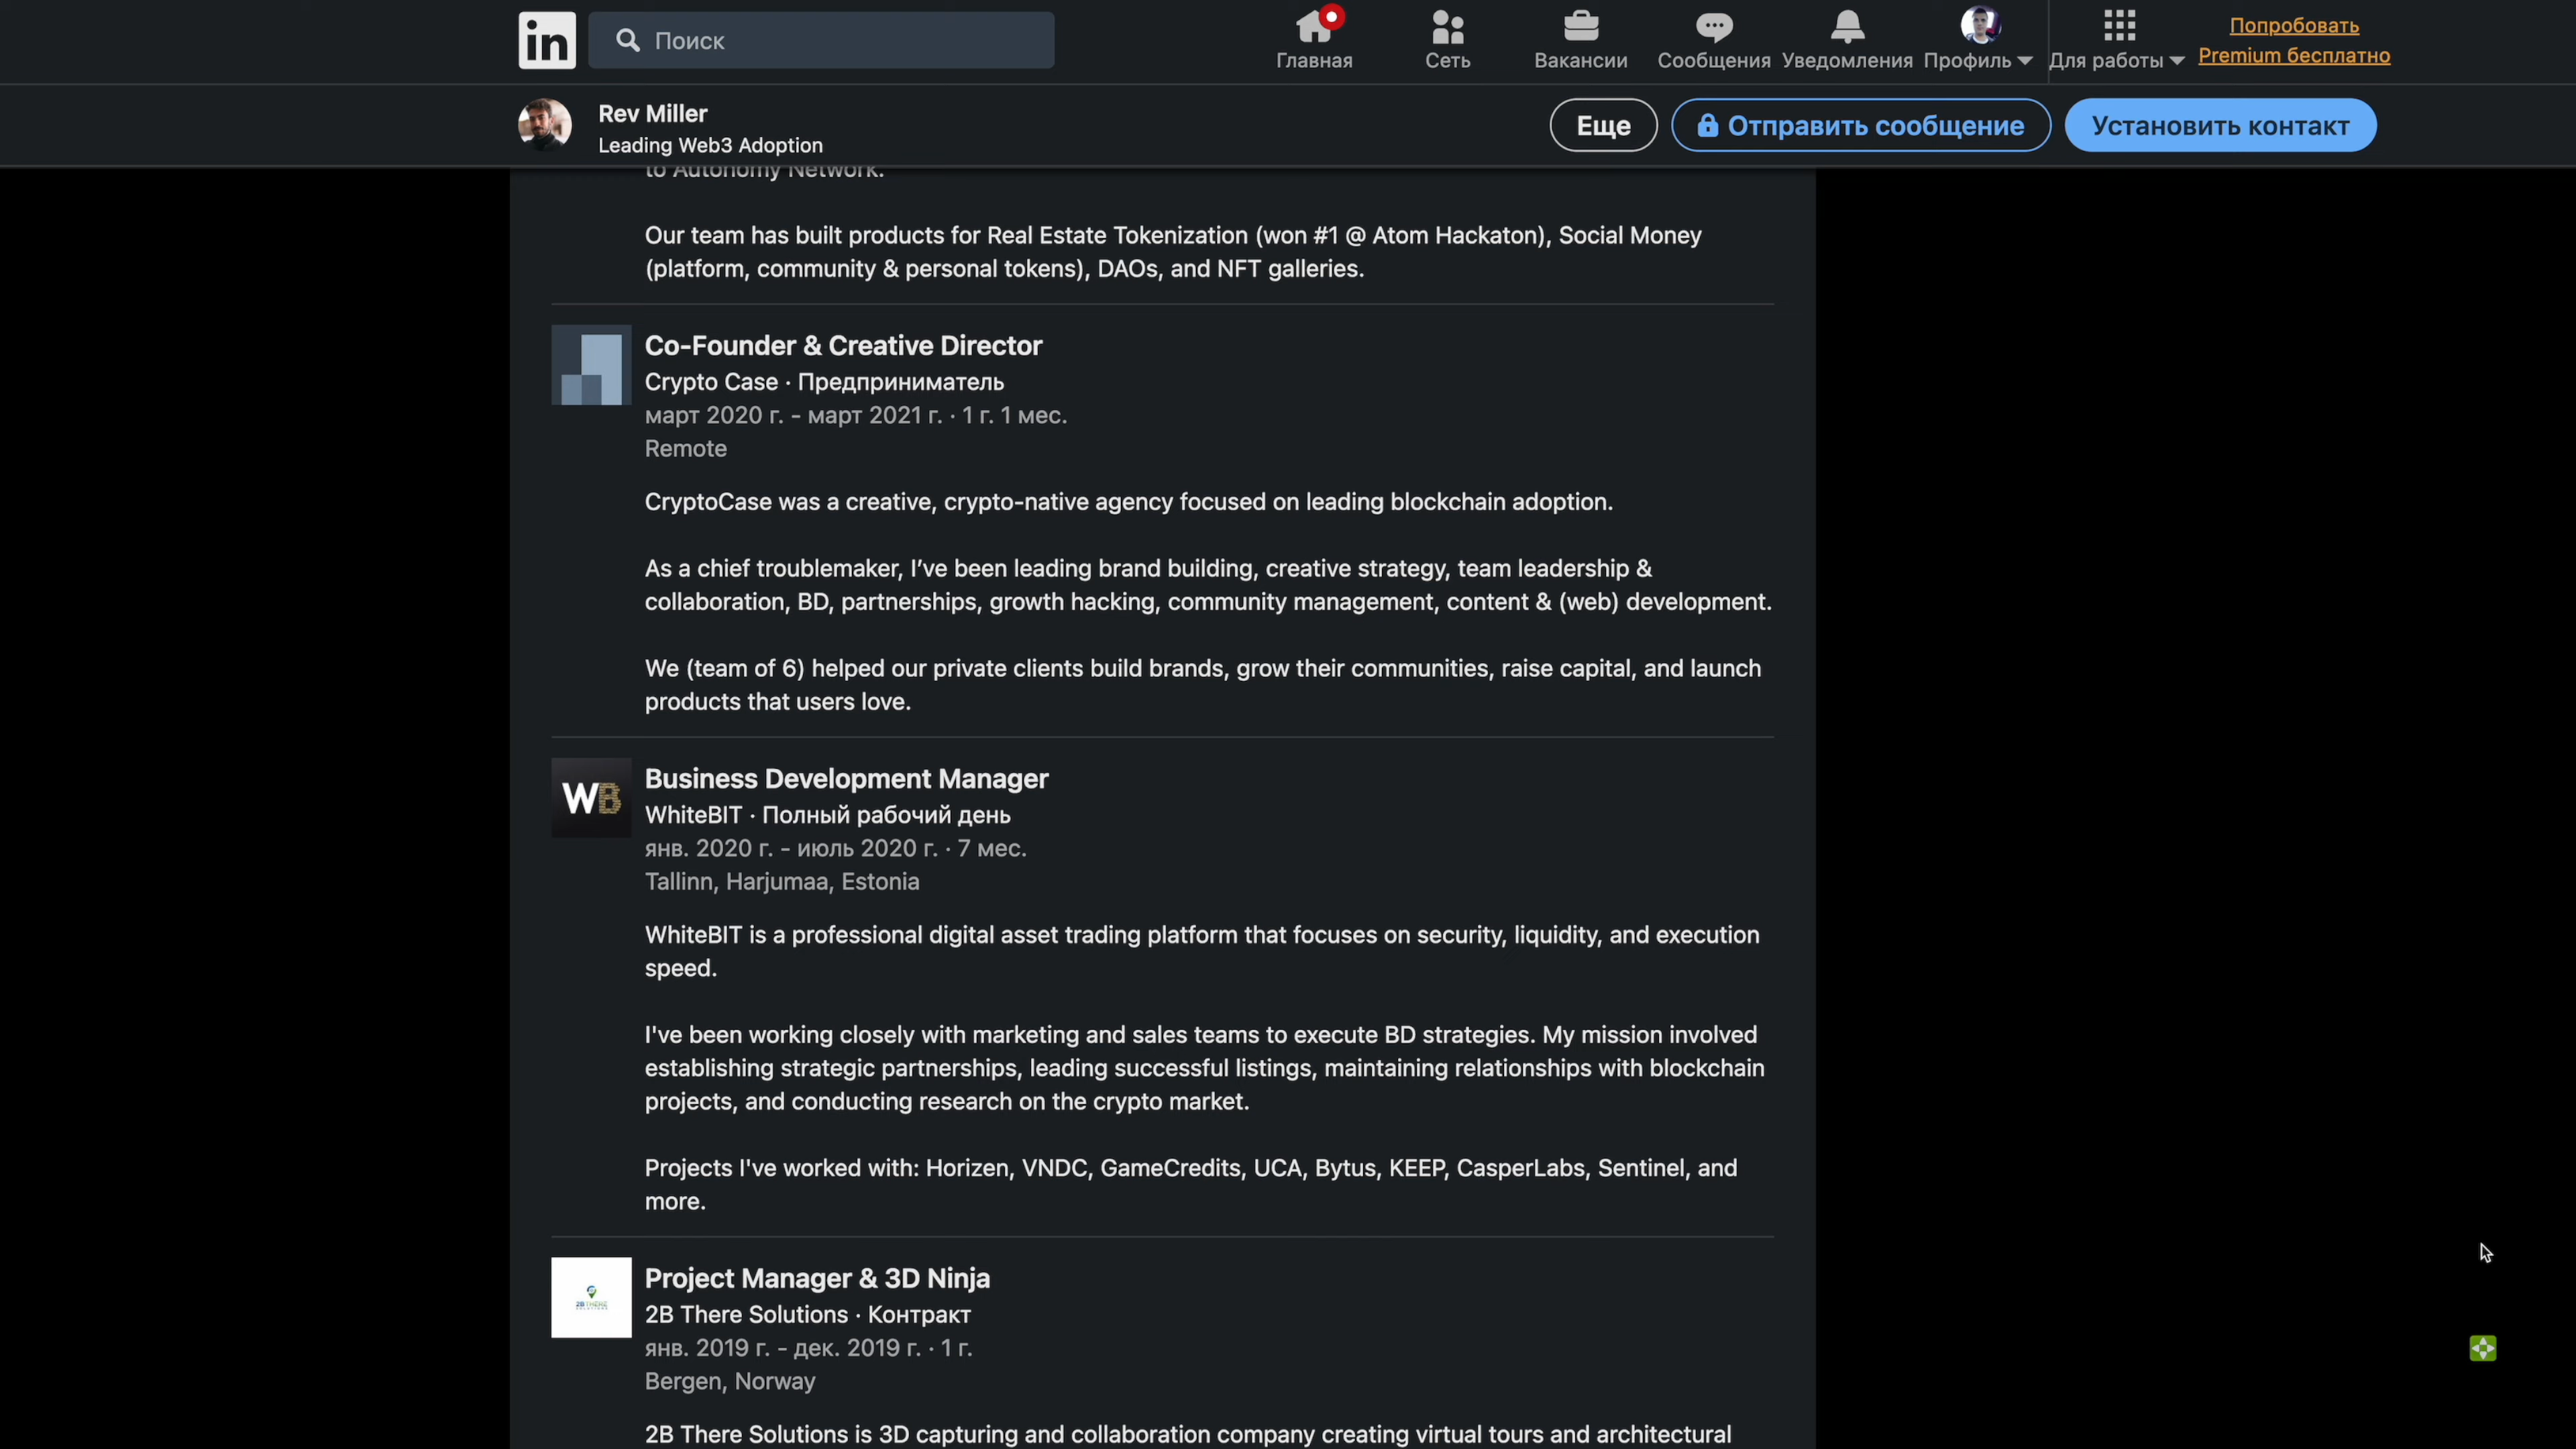 in
Поиск
Главная
Сеть
Вакансии
Сообщения
Уведомления
Профиль
Для работы
Попробовать
Premium бесплатно
Rev Miller
Leading Web3 Adoption
Еще
Отправить сообщение
Установить контакт
to Autonomy Network.
Our team has built products for Real Estate Tokenization (won #1 @ Atom Hackaton), Social Money
(platform, community & personal tokens), DAOs, and NFT galleries.
Co-Founder & Creative Director
Crypto Case · Предприниматель
март 2020 г. - март 2021 г. · 1 г. 1 мес.
Remote
CryptoCase was a creative, crypto-native agency focused on leading blockchain adoption.
As a chief troublemaker, I’ve been leading brand building, creative strategy, team leadership &
collaboration, BD, partnerships, growth hacking, community management, content & (web) development.
We (team of 6) helped our private clients build brands, grow their communities, raise capital, and launch
products that users love.
WB
Business Development Manager
WhiteBIT · Полный рабочий день
янв. 2020 г. - июль 2020 г. · 7 мес.
Tallinn, Harjumaa, Estonia
WhiteBIT is a professional digital asset trading platform that focuses on security, liquidity, and execution
speed.
I've been working closely with marketing and sales teams to execute BD strategies. My mission involved
establishing strategic partnerships, leading successful listings, maintaining relationships with blockchain
projects, and conducting research on the crypto market.
Projects I've worked with: Horizen, VNDC, GameCredits, UCA, Bytus, KEEP, CasperLabs, Sentinel, and
more.
2B THERE
Project Manager & 3D Ninja
2B There Solutions · Контракт
янв. 2019 г. - дек. 2019 г. · 1 г.
Bergen, Norway
2B There Solutions is 3D capturing and collaboration company creating virtual tours and architectural